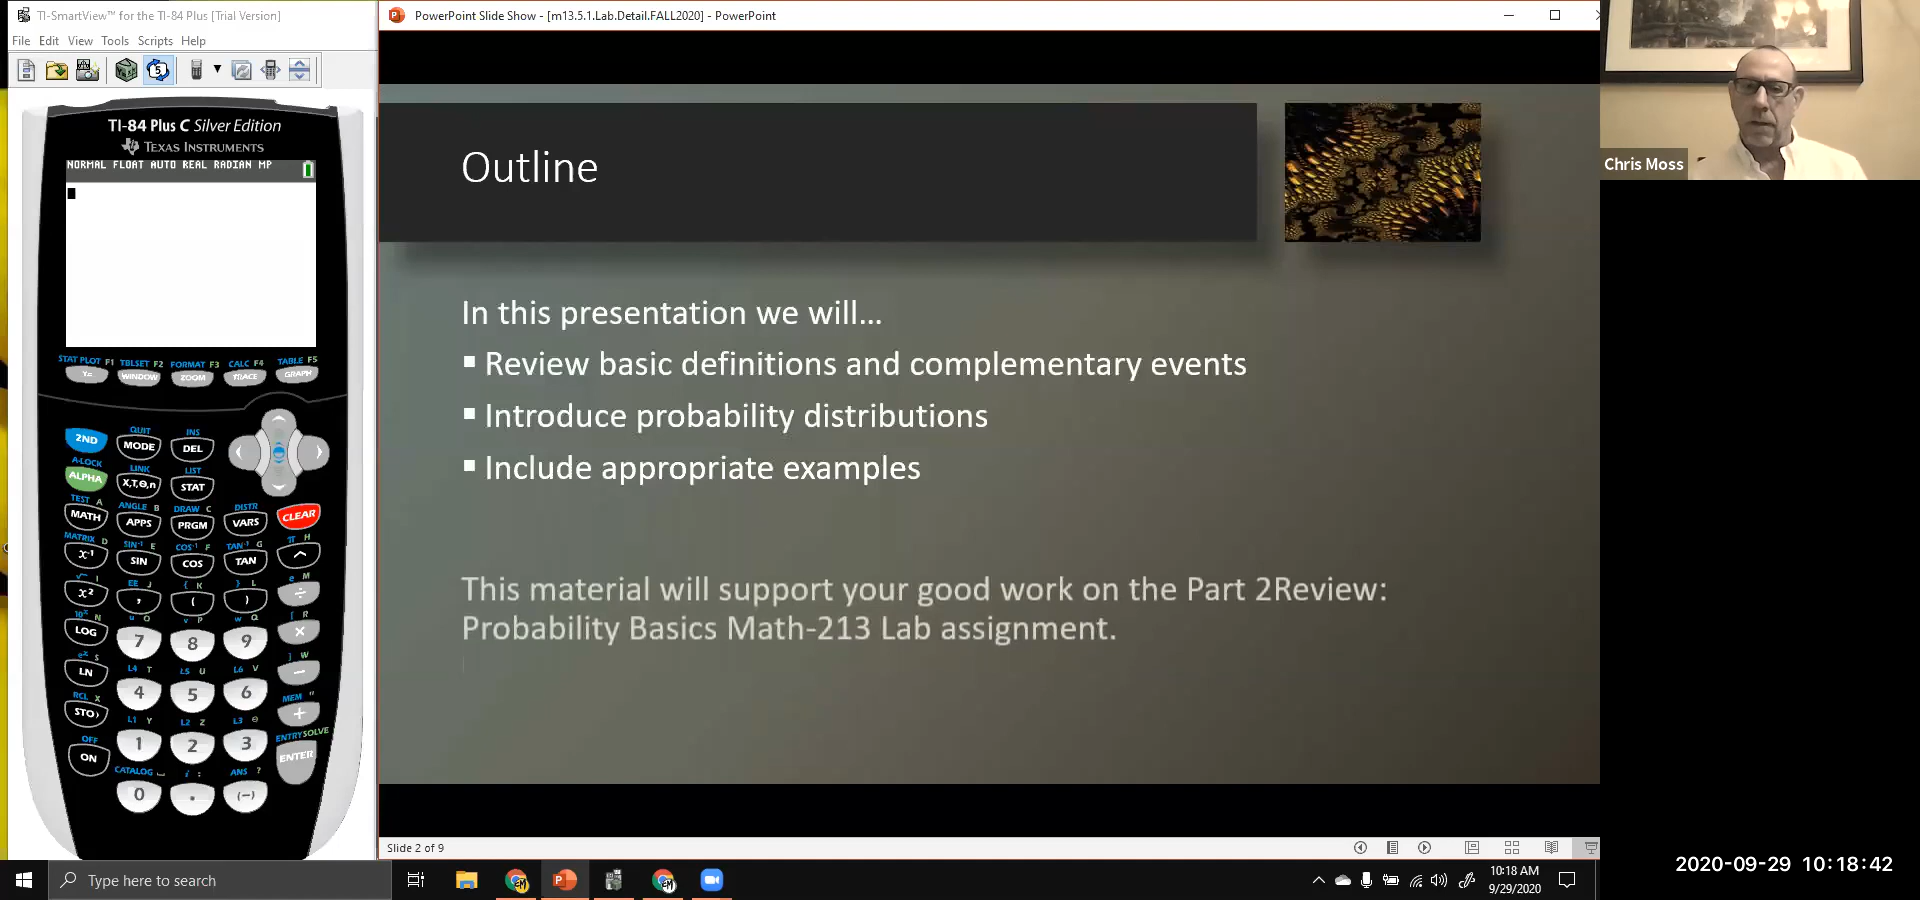 TI-SmartView™ for the TI-84 Plus [Trial Version]
File Edit View Tools Scripts Help
TI-84 Plus C Silver Edition
TEXAS INSTRUMENTS
NORMAL FLOAT AUTO REAL RADIAN MP
STAT PLOT F1 TBLSET F2 FORMAT F3 CALC F4 TABLE F5
Y= WINDOW ZOOM TRACE GRAPH
QUIT INS
2ND MODE DEL
A-LOCK LINK LIST
ALPHA X,T,Θ,n STAT
TEST A ANGLE B DRAW C DISTR
MATH APPS PRGM VARS CLEAR
MATRIX D SIN⁻¹ E COS⁻¹ F TAN⁻¹ G π H
x⁻¹ SIN COS TAN ^
√ I EE J { K } L e M
x² , ( ) ÷
10ˣ N u O v P w Q [ R
LOG 7 8 9 ×
eˣ S L4 T L5 U L6 V ] W
LN 4 5 6 −
RCL X L1 Y L2 Z L3 θ MEM "
STO› 1 2 3 +
OFF CATALOG i : ANS ? ENTRY SOLVE
ON 0 . (−) ENTER
PowerPoint Slide Show - [m13.5.1.Lab.Detail.FALL2020] - PowerPoint
Outline
In this presentation we will...
▪ Review basic definitions and complementary events
▪ Introduce probability distributions
▪ Include appropriate examples
This material will support your good work on the Part 2Review:
Probability Basics Math-213 Lab assignment.
Slide 2 of 9
Chris Moss
Type here to search
10:18 AM
9/29/2020
2020-09-29 10:18:42